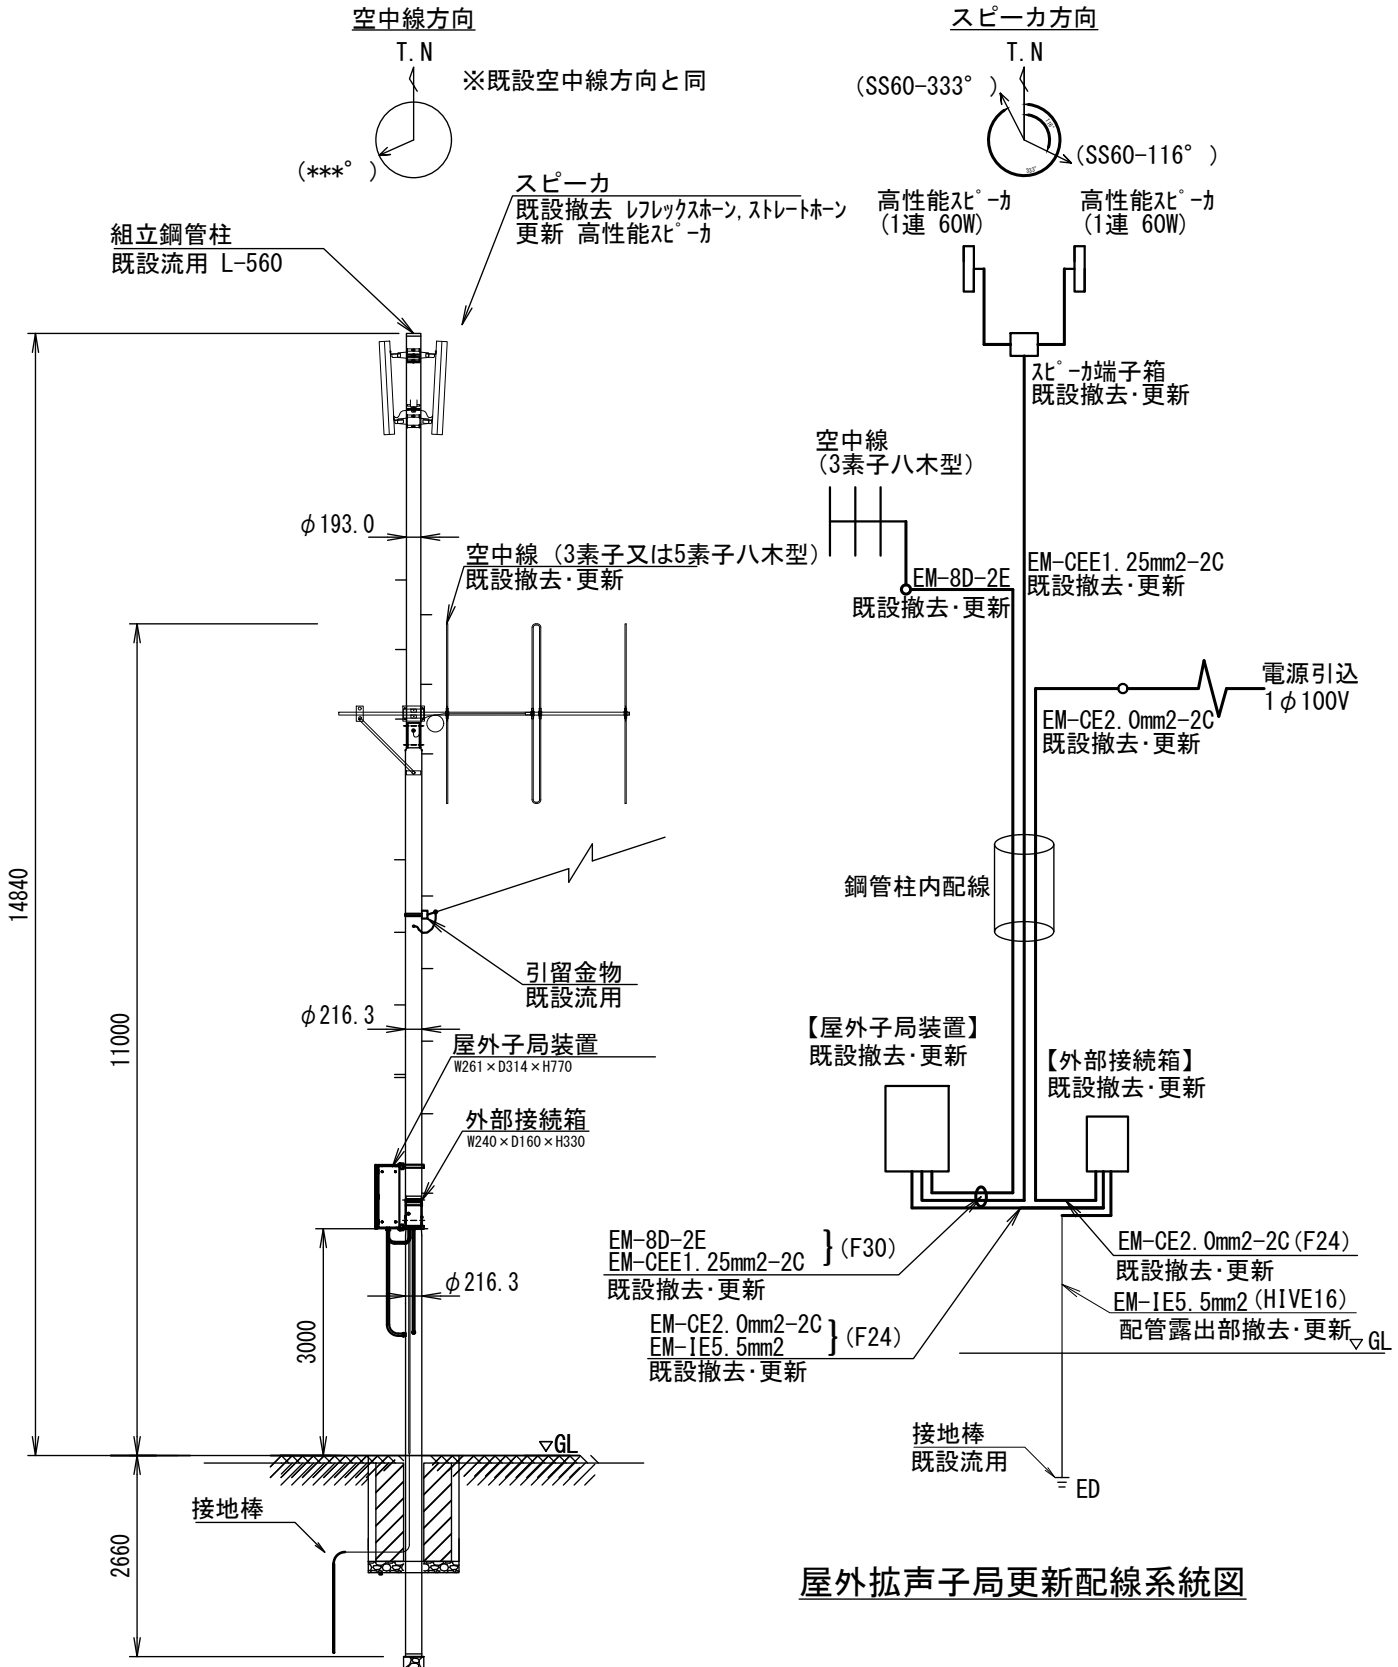 空中線方向
T.N
※既設空中線方向と同
(***° )
スピーカ
既設撤去 レフレックスホーン,ストレートホーン
更新 高性能スピーカ
組立鋼管柱
既設流用 L-560
φ193.0
空中線 (3素子又は5素子八木型)
既設撤去・更新
14840
11000
引留金物
既設流用
φ216.3
屋外子局装置
W261×D314×H770
外部接続箱
W240×D160×H330
φ216.3
3000
▽GL
接地棒
2660
スピーカ方向
T.N
(SS60-333° )
116°
333°
(SS60-116° )
高性能スピーカ
(1連 60W)
高性能スピーカ
(1連 60W)
スピーカ端子箱
既設撤去・更新
空中線
(3素子八木型)
EM-8D-2E
既設撤去・更新
EM-CEE1.25mm2-2C
既設撤去・更新
電源引込
1φ100V
EM-CE2.0mm2-2C
既設撤去・更新
鋼管柱内配線
【屋外子局装置】
既設撤去・更新
【外部接続箱】
既設撤去・更新
EM-8D-2E
EM-CEE1.25mm2-2C
}(F30)
既設撤去・更新
EM-CE2.0mm2-2C
EM-IE5.5mm2
}(F24)
既設撤去・更新
EM-CE2.0mm2-2C(F24)
既設撤去・更新
EM-IE5.5mm2(HIVE16)
配管露出部撤去・更新
▽GL
接地棒
既設流用
ED
屋外拡声子局更新配線系統図